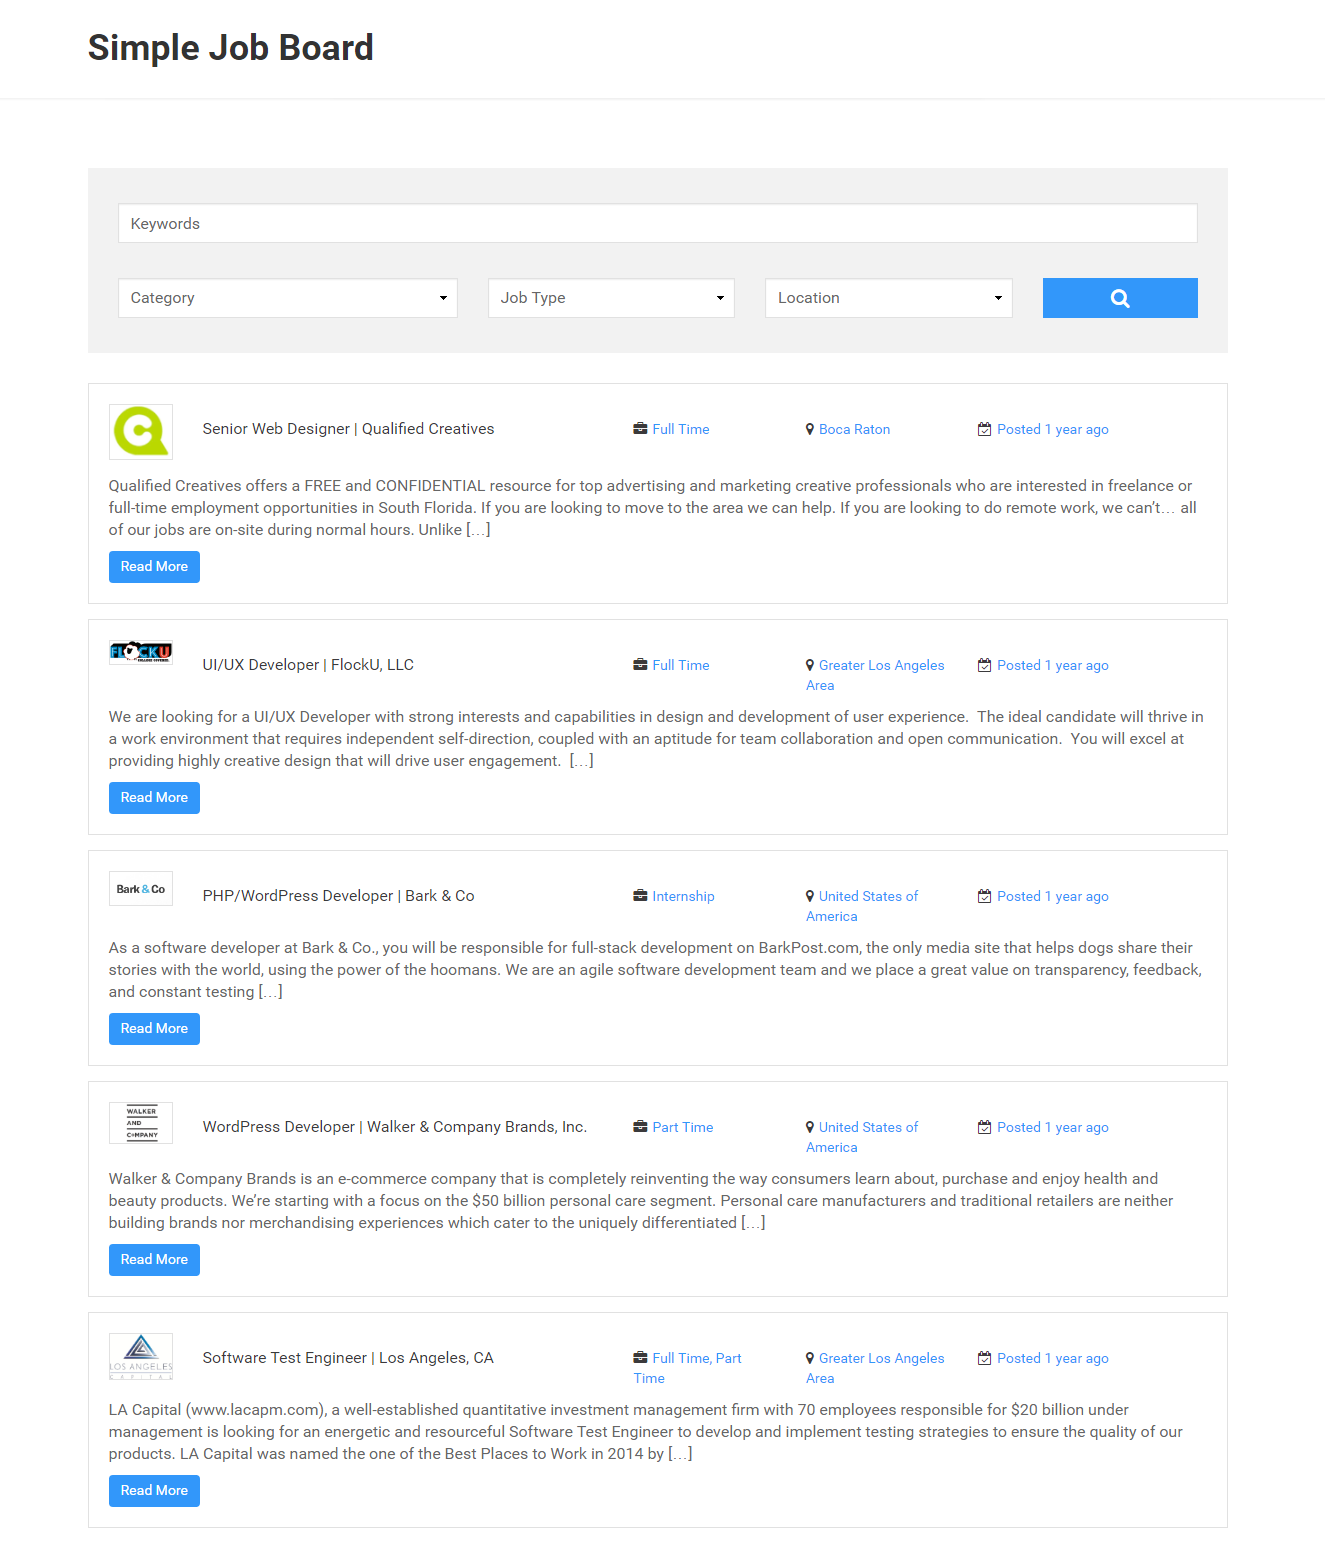 Simple Job Board
Keywords
Category
Job Type
Location
Senior Web Designer | Qualified Creatives
Full Time
Boca Raton
Posted 1 year ago
Qualified Creatives offers a FREE and CONFIDENTIAL resource for top advertising and marketing creative professionals who are interested in freelance or
full-time employment opportunities in South Florida. If you are looking to move to the area we can help. If you are looking to do remote work, we can’t… all
of our jobs are on-site during normal hours. Unlike […]
Read More
FLOCKU
UI/UX Developer | FlockU, LLC
Full Time
Greater Los Angeles
Area
Posted 1 year ago
We are looking for a UI/UX Developer with strong interests and capabilities in design and development of user experience.  The ideal candidate will thrive in
a work environment that requires independent self-direction, coupled with an aptitude for team collaboration and open communication.  You will excel at
providing highly creative design that will drive user engagement.  […]
Read More
Bark & Co
PHP/WordPress Developer | Bark & Co
Internship
United States of
America
Posted 1 year ago
As a software developer at Bark & Co., you will be responsible for full-stack development on BarkPost.com, the only media site that helps dogs share their
stories with the world, using the power of the hoomans. We are an agile software development team and we place a great value on transparency, feedback,
and constant testing […]
Read More
WALKER
AND
COMPANY
WordPress Developer | Walker & Company Brands, Inc.
Part Time
United States of
America
Posted 1 year ago
Walker & Company Brands is an e-commerce company that is completely reinventing the way consumers learn about, purchase and enjoy health and
beauty products. We’re starting with a focus on the $50 billion personal care segment. Personal care manufacturers and traditional retailers are neither
building brands nor merchandising experiences which cater to the uniquely differentiated […]
Read More
LOS ANGELES
CAPITAL
Software Test Engineer | Los Angeles, CA
Full Time, Part
Time
Greater Los Angeles
Area
Posted 1 year ago
LA Capital (www.lacapm.com), a well-established quantitative investment management firm with 70 employees responsible for $20 billion under
management is looking for an energetic and resourceful Software Test Engineer to develop and implement testing strategies to ensure the quality of our
products. LA Capital was named the one of the Best Places to Work in 2014 by […]
Read More